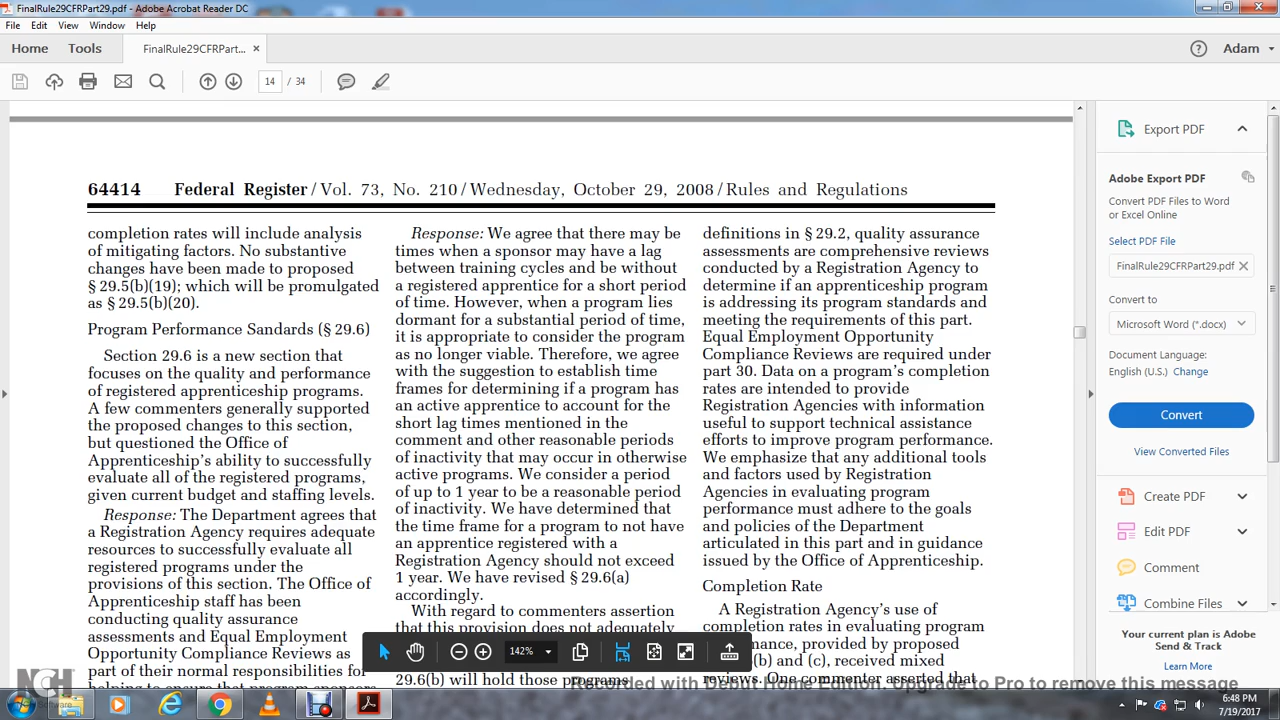 FinalRule29CFRPart29.pdf - Adobe Acrobat Reader DC
File Edit View Window Help
Home Tools FinalRule29CFRPart... × Adam
14 / 34
64414 Federal Register / Vol. 73, No. 210 / Wednesday, October 29, 2008 / Rules and Regulations
completion rates will include analysis
of mitigating factors. No substantive
changes have been made to proposed
§ 29.5(b)(19); which will be promulgated
as § 29.5(b)(20).
Program Performance Sandards (§ 29.6)
Section 29.6 is a new section that
focuses on the quality and performance
of registered apprenticeship programs.
A few commenters generally supported
the proposed changes to this section,
but questioned the Office of
Apprenticeship's ability to successfully
evaluate all of the registered programs,
given current budget and staffing levels.
Response: The Department agrees that
a Registration Agency requires adequate
resources to successfully evaluate all
registered programs under the
provisions of this section. The Office of
Apprenticeship staff has been
conducting quality assurance
assessments and Equal Employment
Opportunity Compliance Reviews as
part of their normal responsibilities for
Response: We agree that there may be
times when a sponsor may have a lag
between training cycles and be without
a registered apprentice for a short period
of time. However, when a program lies
dormant for a substantial period of time,
it is appropriate to consider the program
as no longer viable. Therefore, we agree
with the suggestion to establish time
frames for determining if a program has
an active apprentice to account for the
short lag times mentioned in the
comment and other reasonable periods
of inactivity that may occur in otherwise
active programs. We consider a period
of up to 1 year to be a reasonable period
of inactivity. We have determined that
the time frame for a program to not have
an apprentice registered with a
Registration Agency should not exceed
1 year. We have revised § 29.6(a)
accordingly.
With regard to commenters assertion
that this provision does not adequately
29.6(b) will hold those programs
definitions in § 29.2, quality assurance
assessments are comprehensive reviews
conducted by a Registration Agency to
determine if an apprenticeship program
is addressing its program standards and
meeting the requirements of this part.
Equal Employment Opportunity
Compliance Reviews are required under
part 30. Data on a program's completion
rates are intended to provide
Registration Agencies with information
useful to support technical assistance
efforts to improve program performance.
We emphasize that any additional tools
and factors used by Registration
Agencies in evaluating program
performance must adhere to the goals
and policies of the Department
articulated in this part and in guidance
issued by the Office of Apprenticeship.
Completion Rate
A Registration Agency's use of
completion rates in evaluating program
provided by proposed
(b) and (c), received mixed
reviews. One commenter asserted that
142%
Export PDF
Adobe Export PDF
Convert PDF Files to Word
or Excel Online
Select PDF File
FinalRule29CFRPart29.pdf ×
Convert to
Microsoft Word (*.docx)
Document Language:
English (U.S.) Change
Convert
View Converted Files
Create PDF
Edit PDF
Comment
Combine Files
Your current plan is Adobe
Send & Track
Learn More
Recorded with Debut Home Edition. Upgrade to Pro to remove this message
NCH Software
6:48 PM
7/19/2017